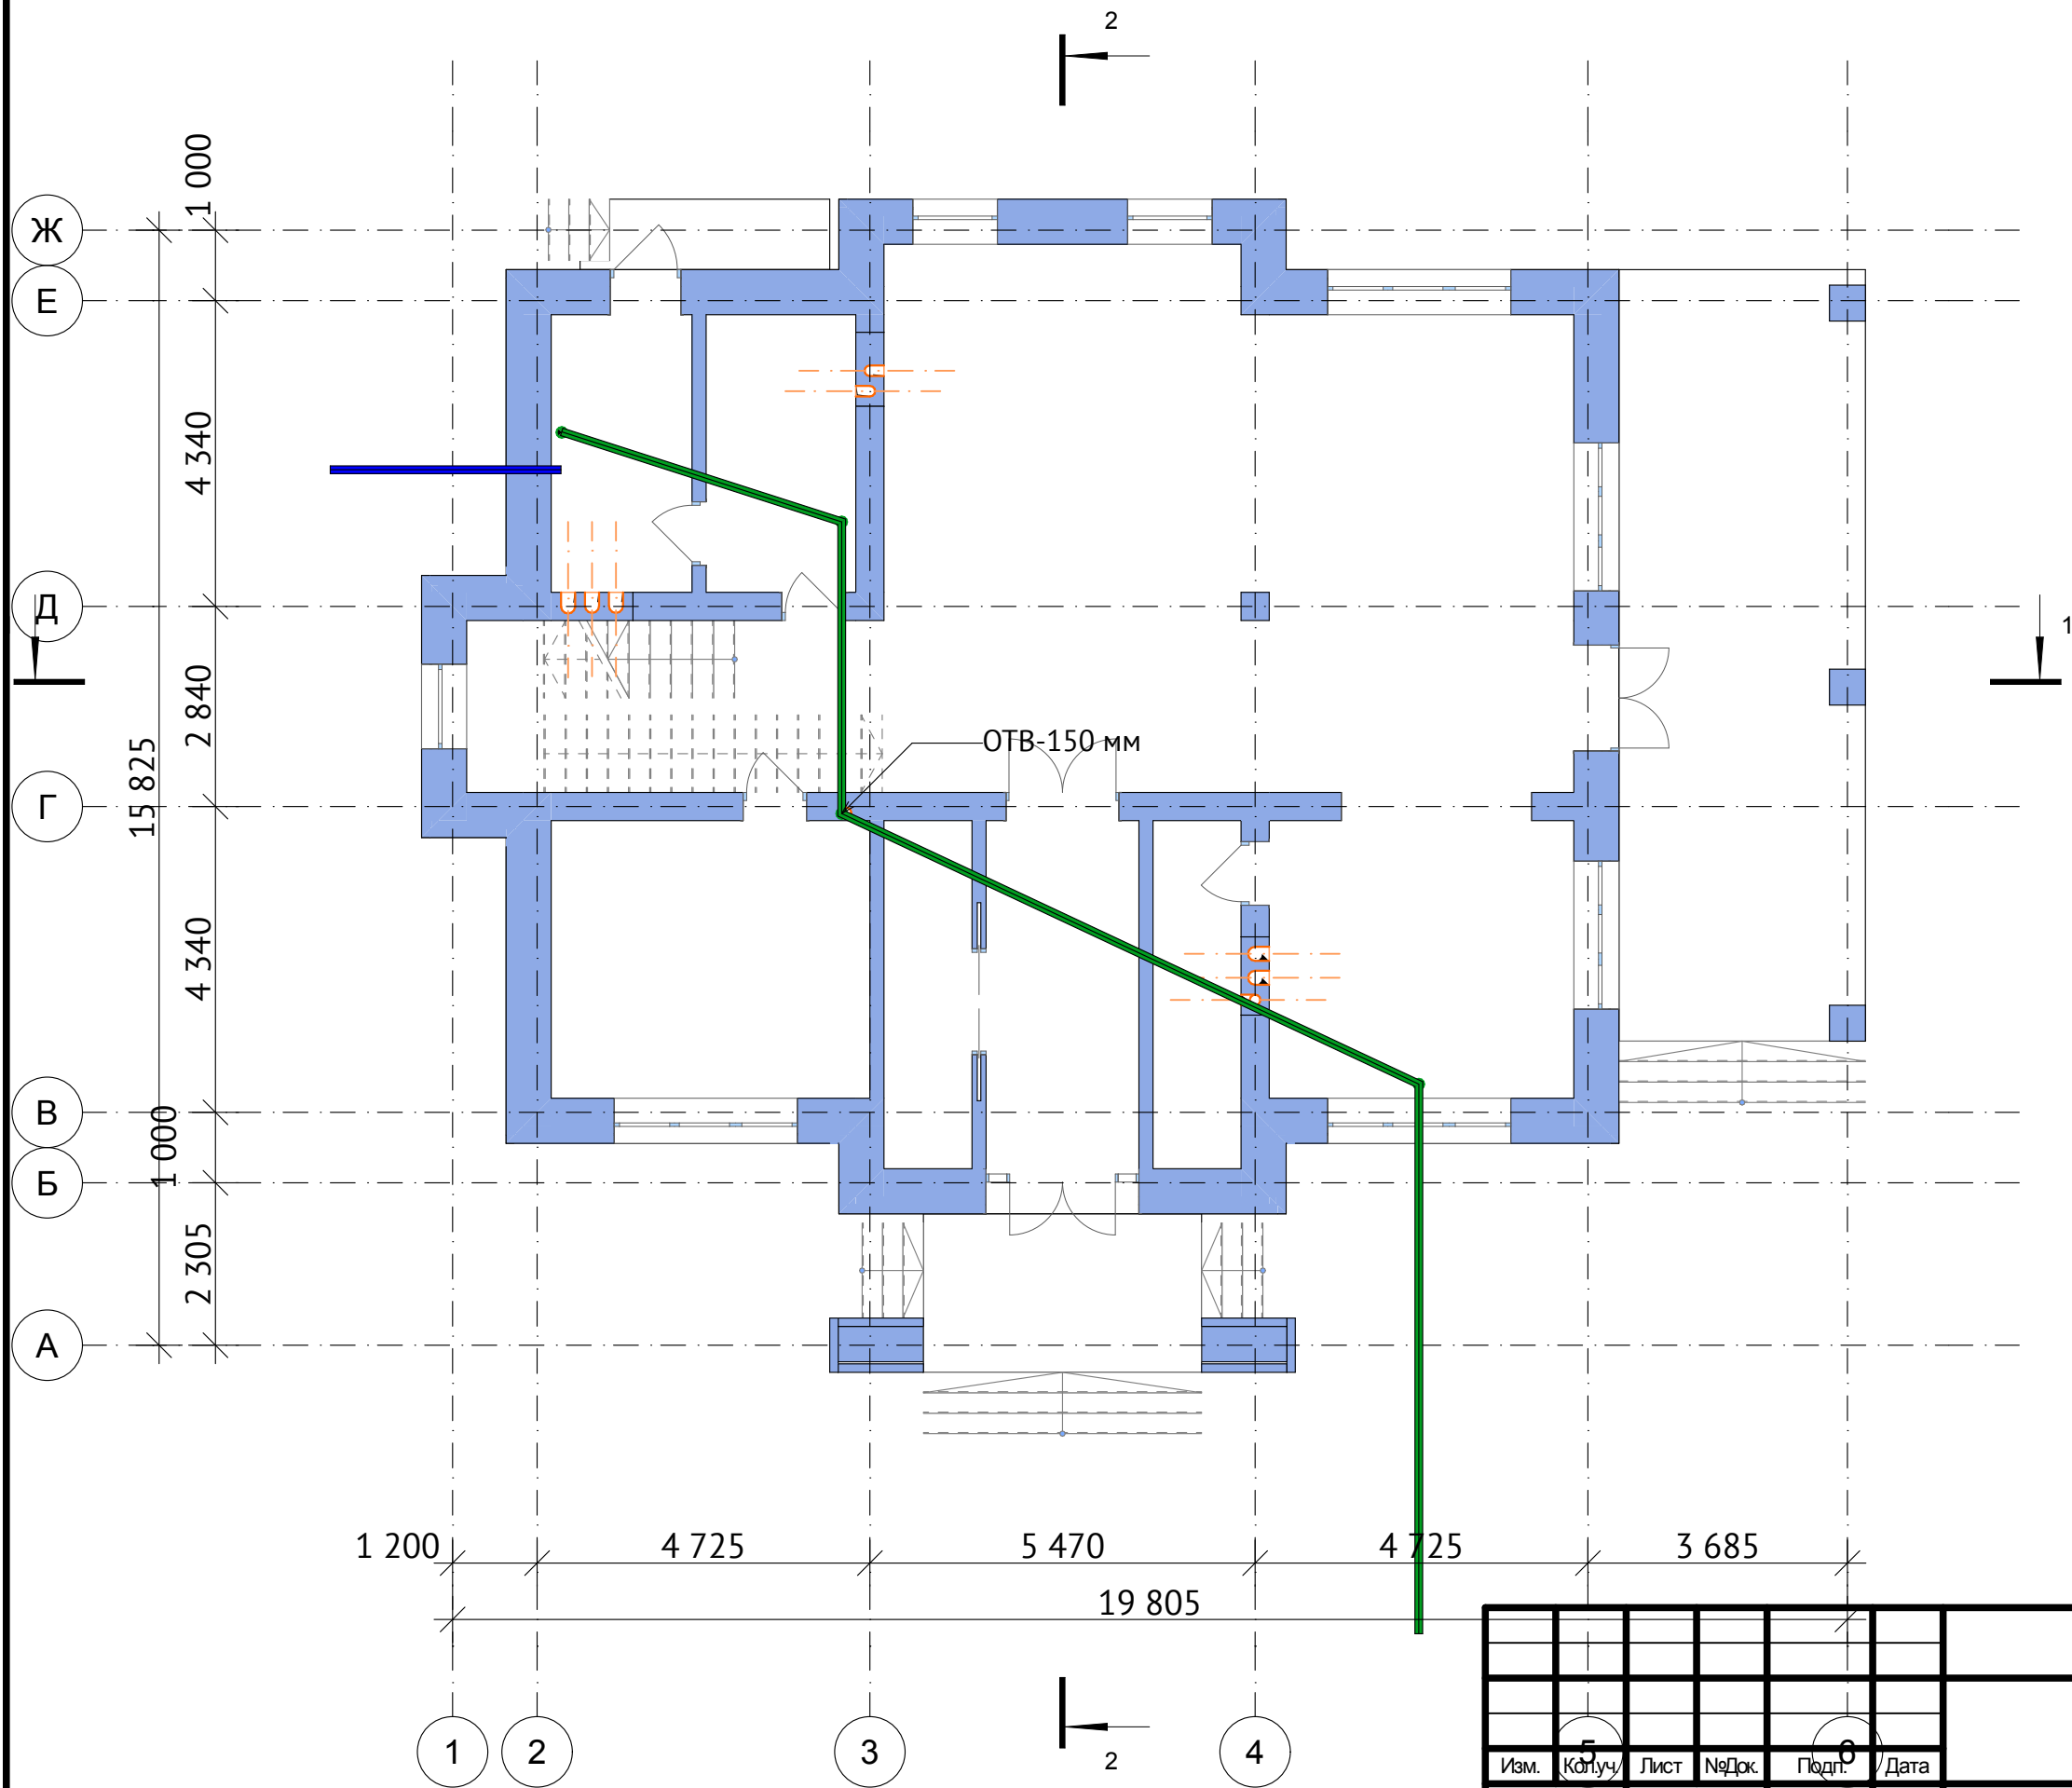 2
1 000
Ж
Е
4 340
Д
1
2 840
ОТВ-150 мм
15 825
Г
4 340
В
1 000
Б
2 305
А
1 200
4 725
5 470
4 725
3 685
19 805
1
2
3
4
5
6
2
Изм.
Кол.уч
Лист
№Док.
Подп.
Дата